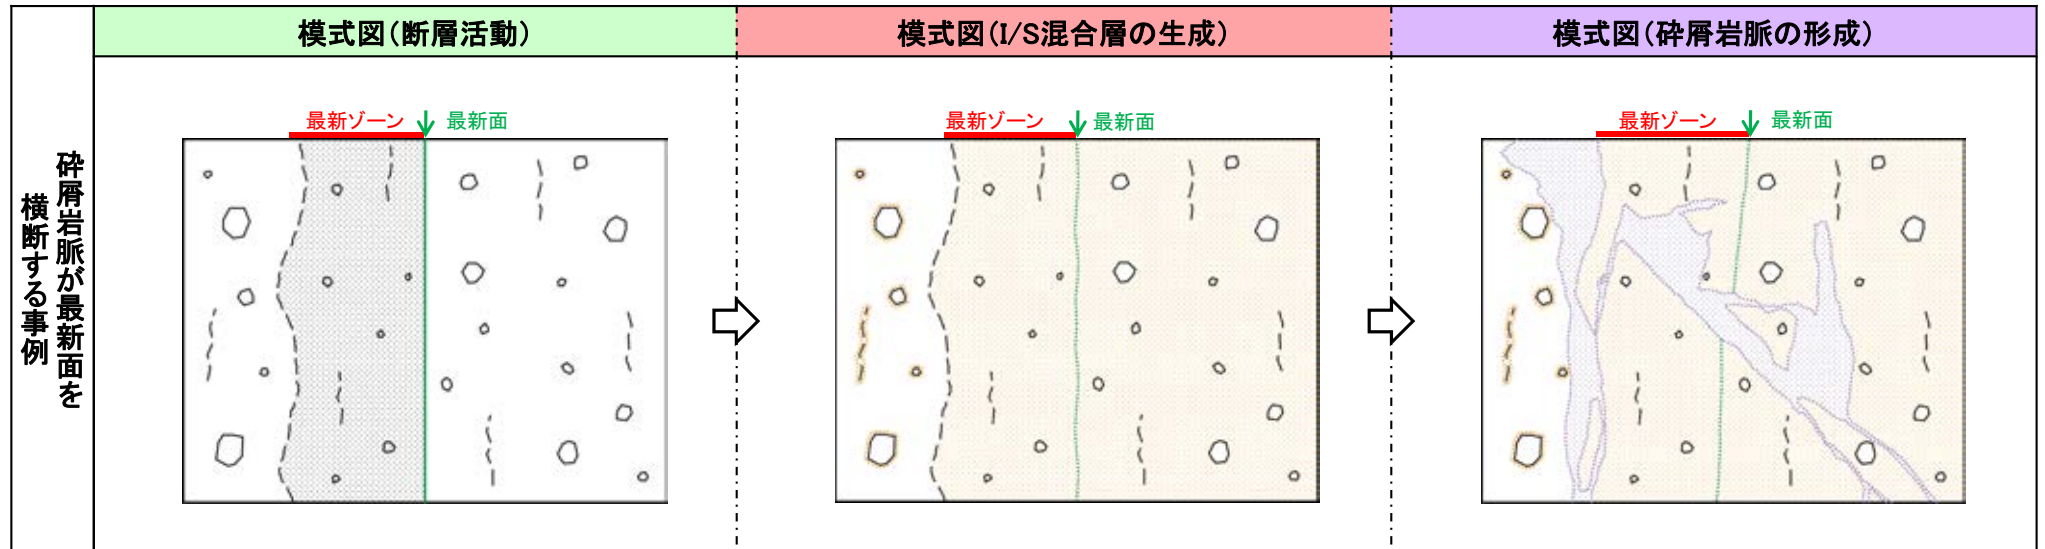 模式図(断層活動)
模式図(I/S混合層の生成)
模式図(砕屑岩脈の形成)
砕屑岩脈が最新面を
横断する事例
最新ゾーン
最新面
最新ゾーン
最新面
最新ゾーン
最新面